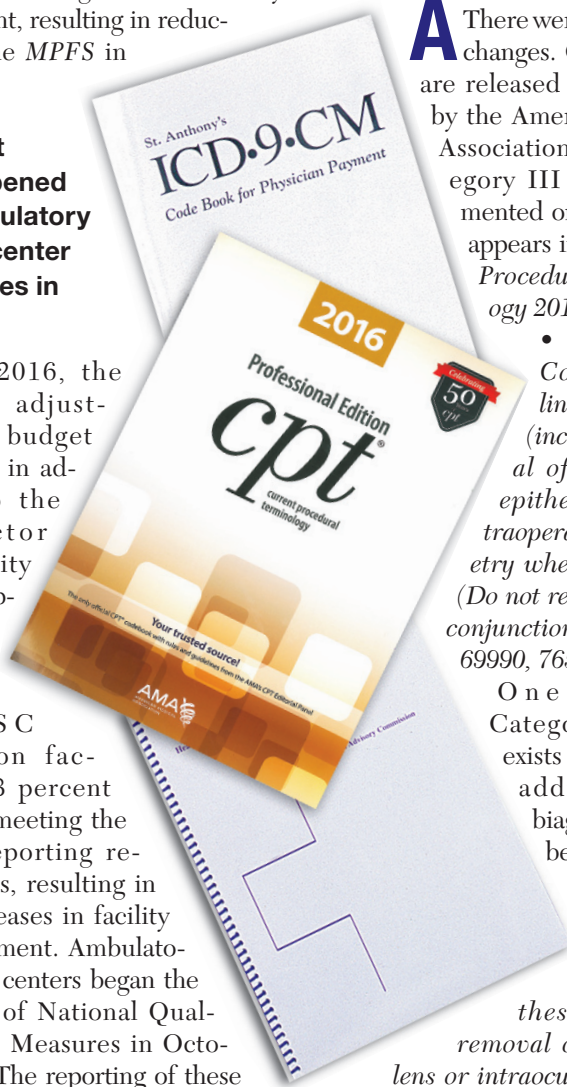 nt, resulting in reduc-
e MPFS in
t
pened
ulatory
center
es in
2016, the
adjust-
budget
in ad-
the
ctor
ity
S C
on fac-
3 percent
meeting the
eporting re-
s, resulting in
eases in facility
ment. Ambulato-
centers began the
of National Qual-
Measures in Octo-
The reporting of these
St. Anthony's
ICD•9•CM
Code Book for Physician Payment
2016
Professional Edition
cpt®
current procedural
terminology
Celebrating
50
cpt
Your trusted source!
The only official CPT® codebook with rules and guidelines from the AMA's CPT Editorial Panel
AMA
Advisory Commission
A There were
changes. C
are released
by the Amer
Association
egory III
mented or
appears i
Procedu
ogy 201
•
Co
lin
(inc
al of
epithe
traopera
etry whe
(Do not re
conjunction
69990, 765
One
Catego
exists
add
biag
be
thes
removal o
lens or intraocu